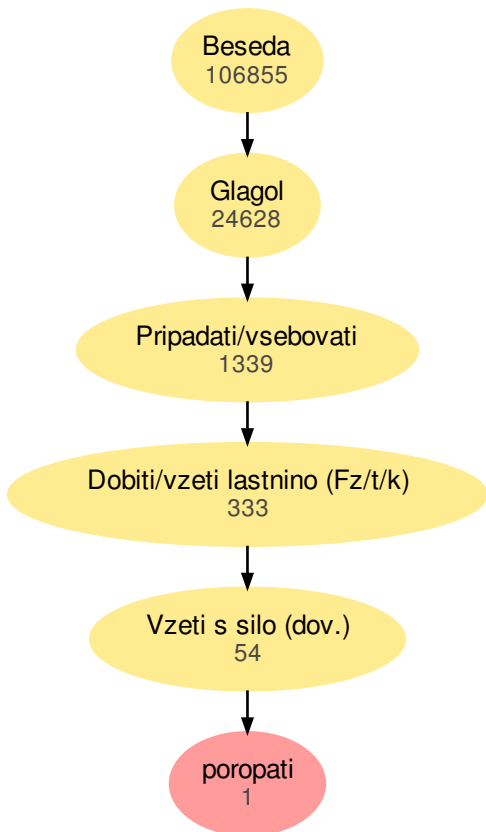 Beseda
106855
Glagol
24628
Pripadati/vsebovati
1339
Dobiti/vzeti lastnino (Fz/t/k)
333
Vzeti s silo (dov.)
54
poropati
1